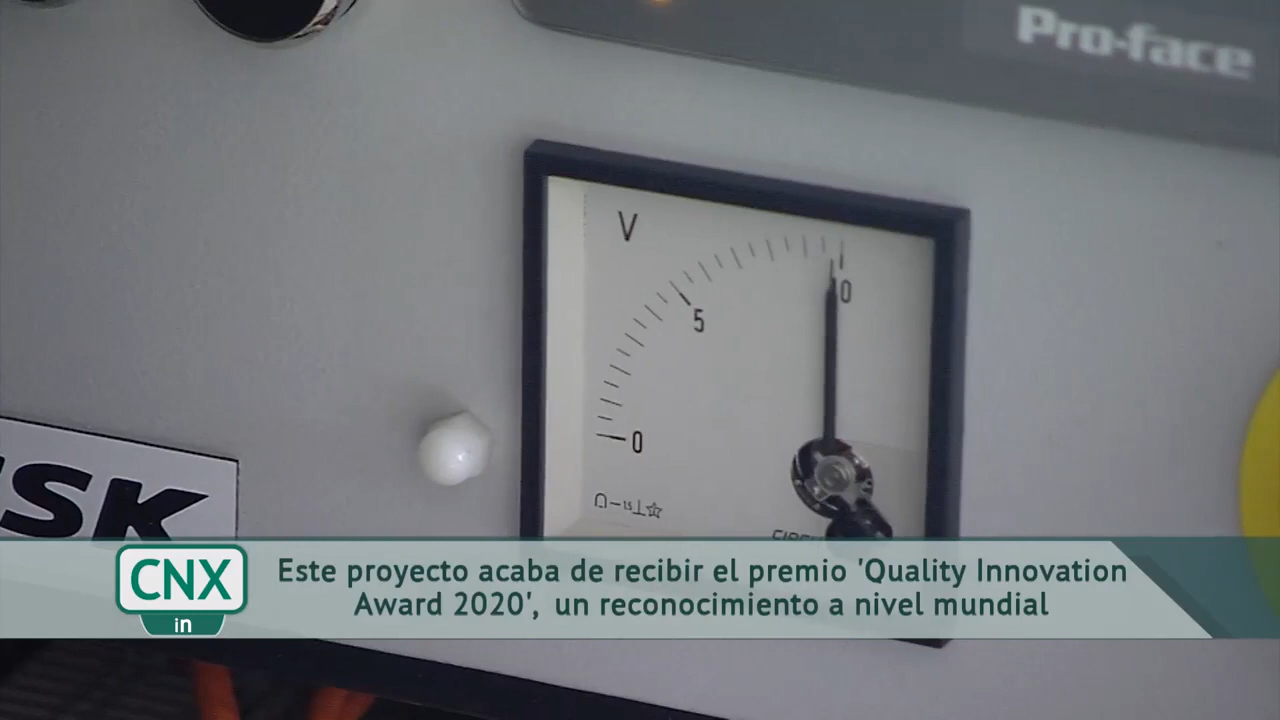 Pro-face
V
5
10
0
SK
CNX
in
Este proyecto acaba de recibir el premio 'Quality Innovation
Award 2020', un reconocimiento a nivel mundial